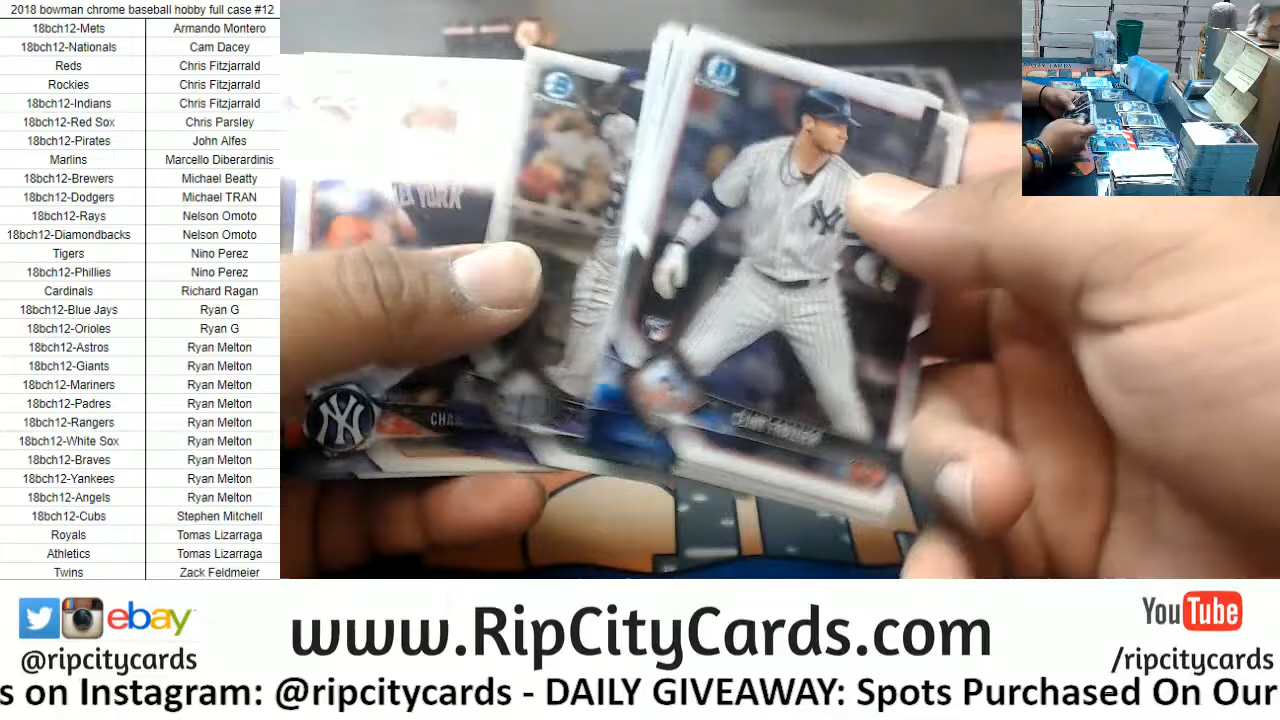 2018 bowman chrome baseball hobby full case #12
18bch12-Mets Armando Montero
18bch12-Nationals Cam Dacey
Reds Chris Fitzjarrald
Rockies Chris Fitzjarrald
18bch12-Indians Chris Fitzjarrald
18bch12-Red Sox Chris Parsley
18bch12-Pirates John Alfes
Marlins Marcello Diberardinis
18bch12-Brewers Michael Beatty
18bch12-Dodgers Michael TRAN
18bch12-Rays Nelson Omoto
18bch12-Diamondbacks Nelson Omoto
Tigers Nino Perez
18bch12-Phillies Nino Perez
Cardinals Richard Ragan
18bch12-Blue Jays Ryan G
18bch12-Orioles Ryan G
18bch12-Astros Ryan Melton
18bch12-Giants Ryan Melton
18bch12-Mariners Ryan Melton
18bch12-Padres Ryan Melton
18bch12-Rangers Ryan Melton
18bch12-White Sox Ryan Melton
18bch12-Braves Ryan Melton
18bch12-Yankees Ryan Melton
18bch12-Angels Ryan Melton
18bch12-Cubs Stephen Mitchell
Royals Tomas Lizarraga
Athletics Tomas Lizarraga
Twins Zack Feldmeier
YORK
NY
NY
CHA
CLINT FRAZIER
ebay
@ripcitycards
www.RipCityCards.com
YouTube
/ripcitycards
s on Instagram: @ripcitycards - DAILY GIVEAWAY: Spots Purchased On Our